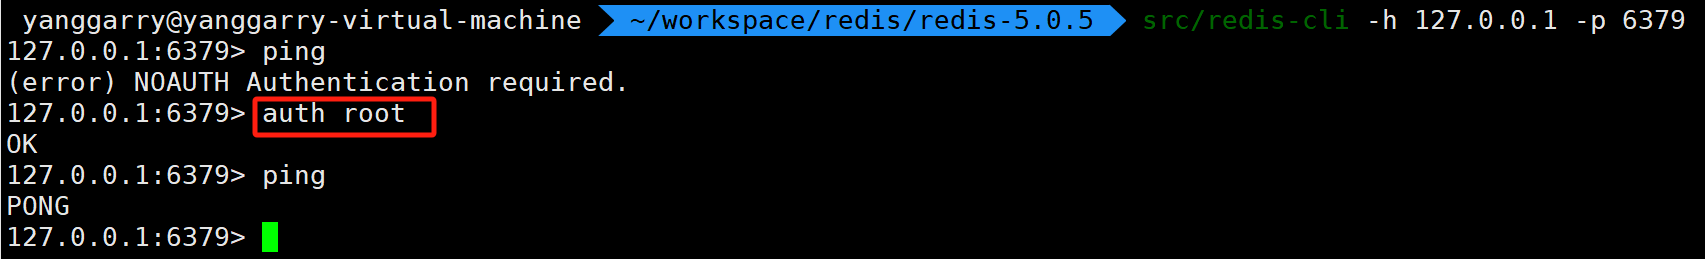 yanggarry@yanggarry-virtual-machine ~/workspace/redis/redis-5.0.5 src/redis-cli -h 127.0.0.1 -p 6379
127.0.0.1:6379> ping
(error) NOAUTH Authentication required.
127.0.0.1:6379> auth root
OK
127.0.0.1:6379> ping
PONG
127.0.0.1:6379>